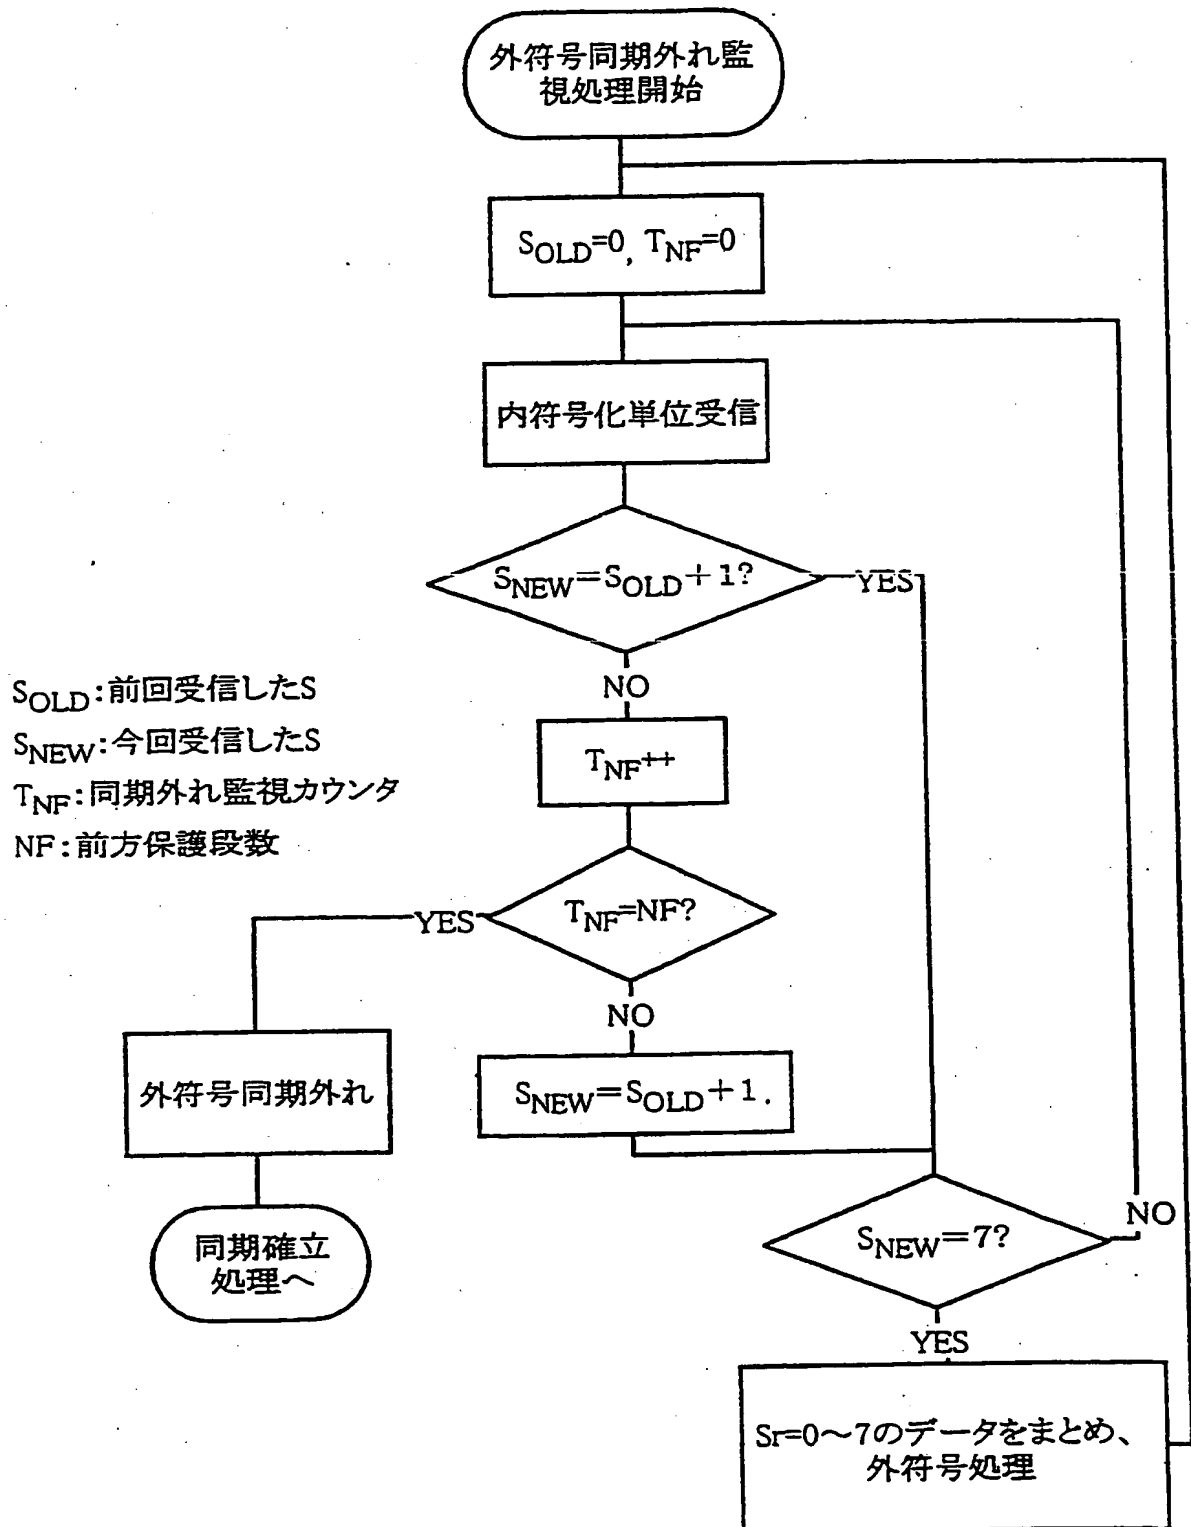 外符号同期外れ監
視処理開始
SOLD=0, TNF=0
内符号化単位受信
SNEW=SOLD+1?
YES
NO
SOLD:前回受信したS
SNEW:今回受信したS
TNF:同期外れ監視カウンタ
NF:前方保護段数
TNF++
TNF=NF?
YES
NO
外符号同期外れ
SNEW=SOLD+1.
同期確立
処理へ
SNEW=7?
NO
YES
Sr=0〜7のデータをまとめ、
外符号処理